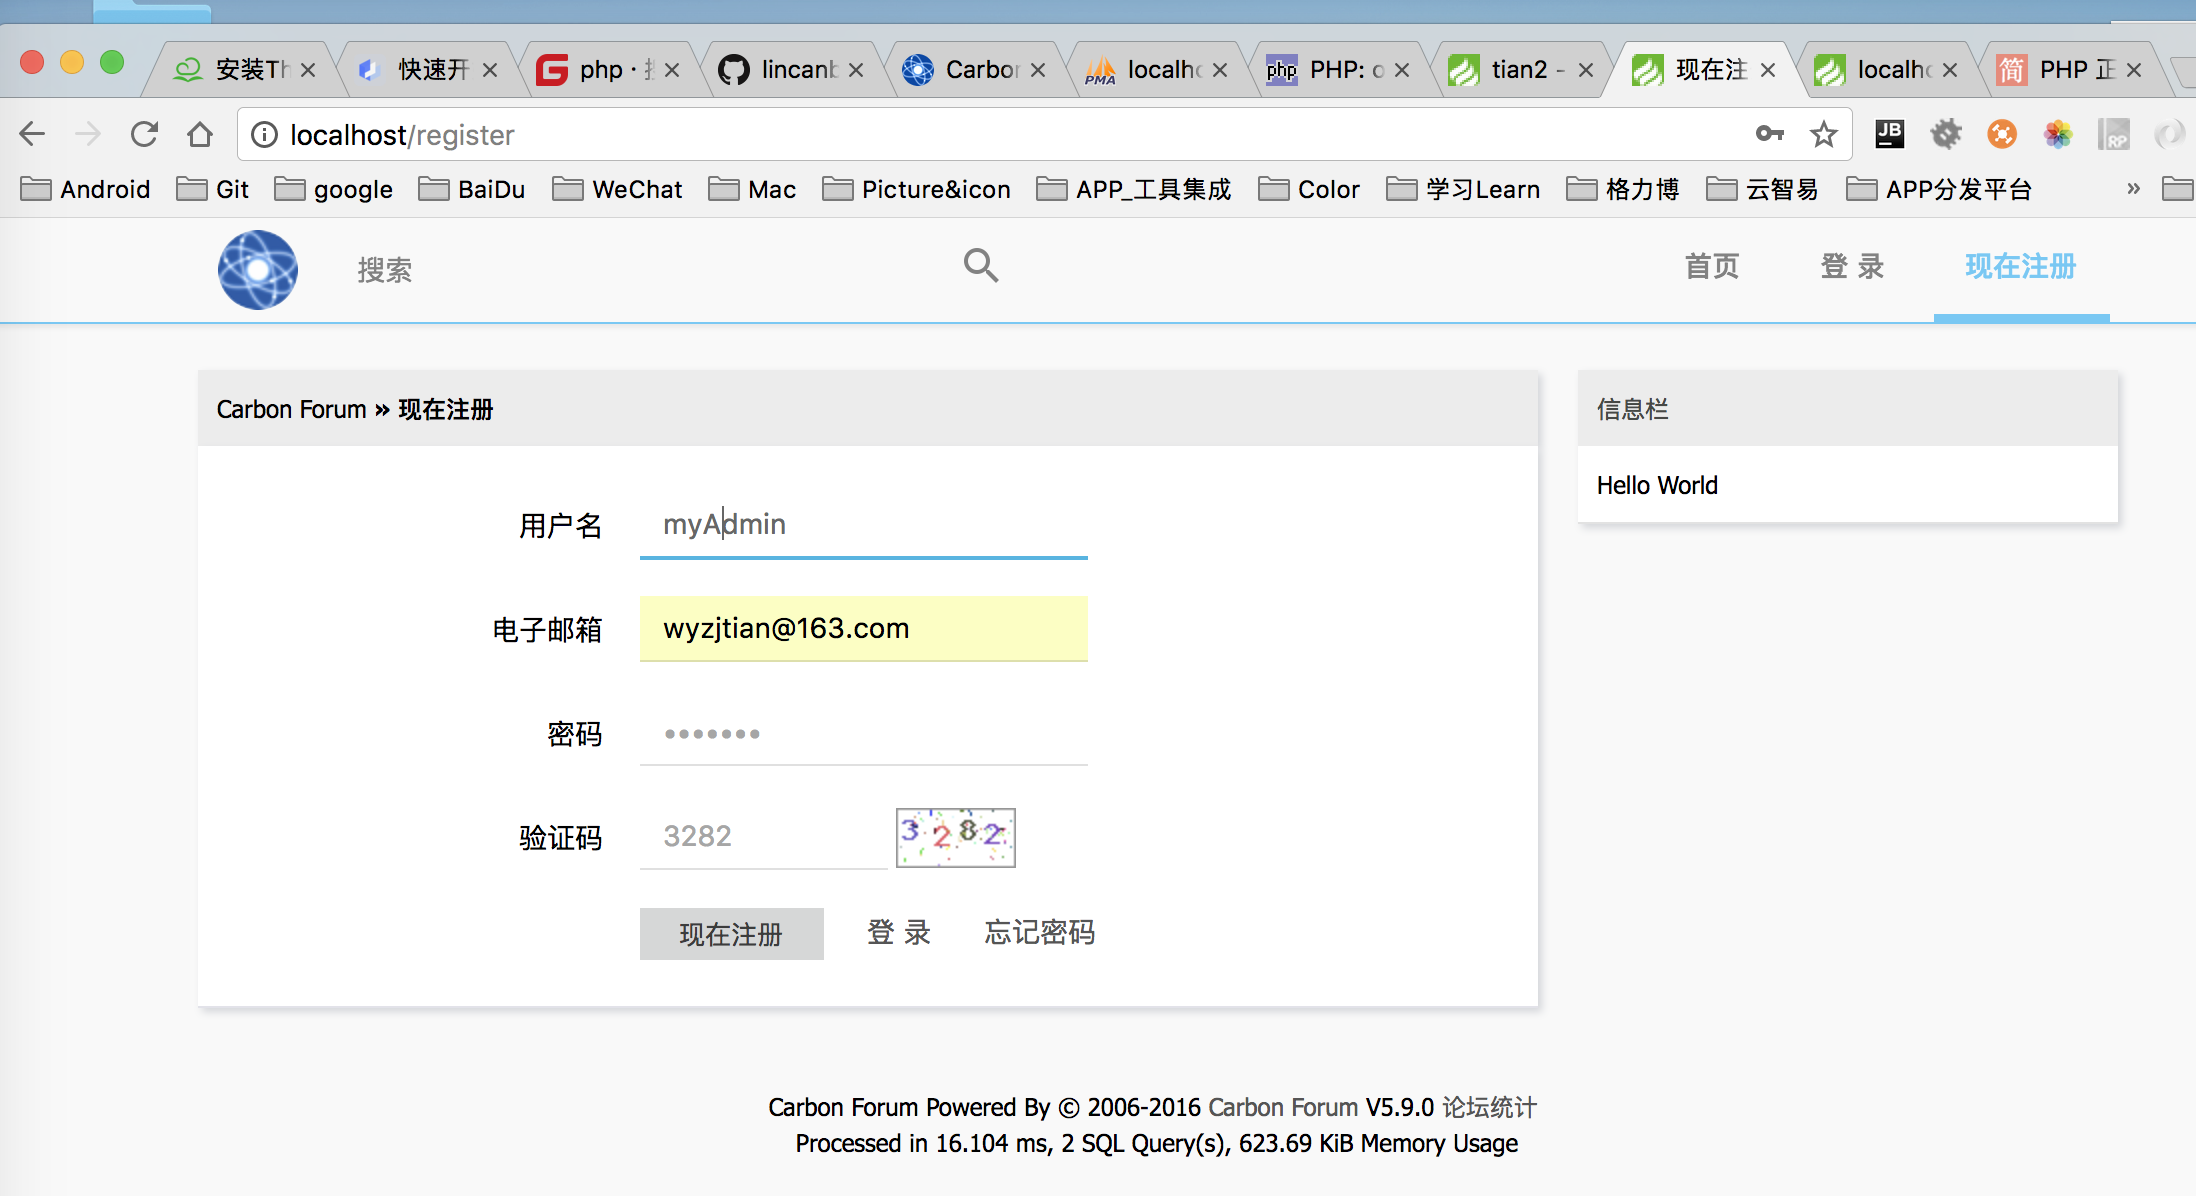 安装Th
快速开
php · 
lincanb
Carbon
localho
PHP: o
tian2 -
现在注
localho
PHP 正
localhost/register
JB
RP
Android
Git
google
BaiDu
WeChat
Mac
Picture&icon
APP_工具集成
Color
学习Learn
格力博
云智易
APP分发平台
»
搜索
首页
登 录
现在注册
Carbon Forum » 现在注册
信息栏
Hello World
用户名 myAdmin
电子邮箱 wyzjtian@163.com
密码 •••••••
验证码 3282 3282
现在注册 登 录 忘记密码
Carbon Forum Powered By © 2006-2016 Carbon Forum V5.9.0 论坛统计
Processed in 16.104 ms, 2 SQL Query(s), 623.69 KiB Memory Usage